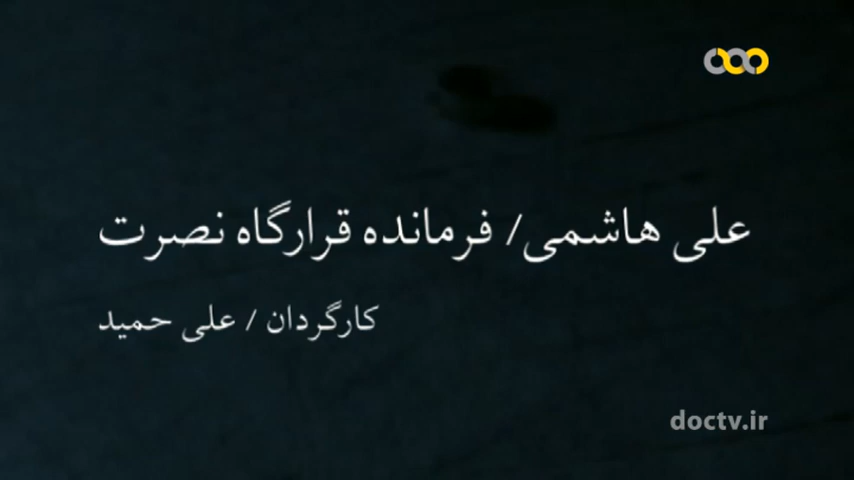 علی هاشمی/ فرمانده قرارگاه نصرت
کارگردان / علی حمید
doctv.ir